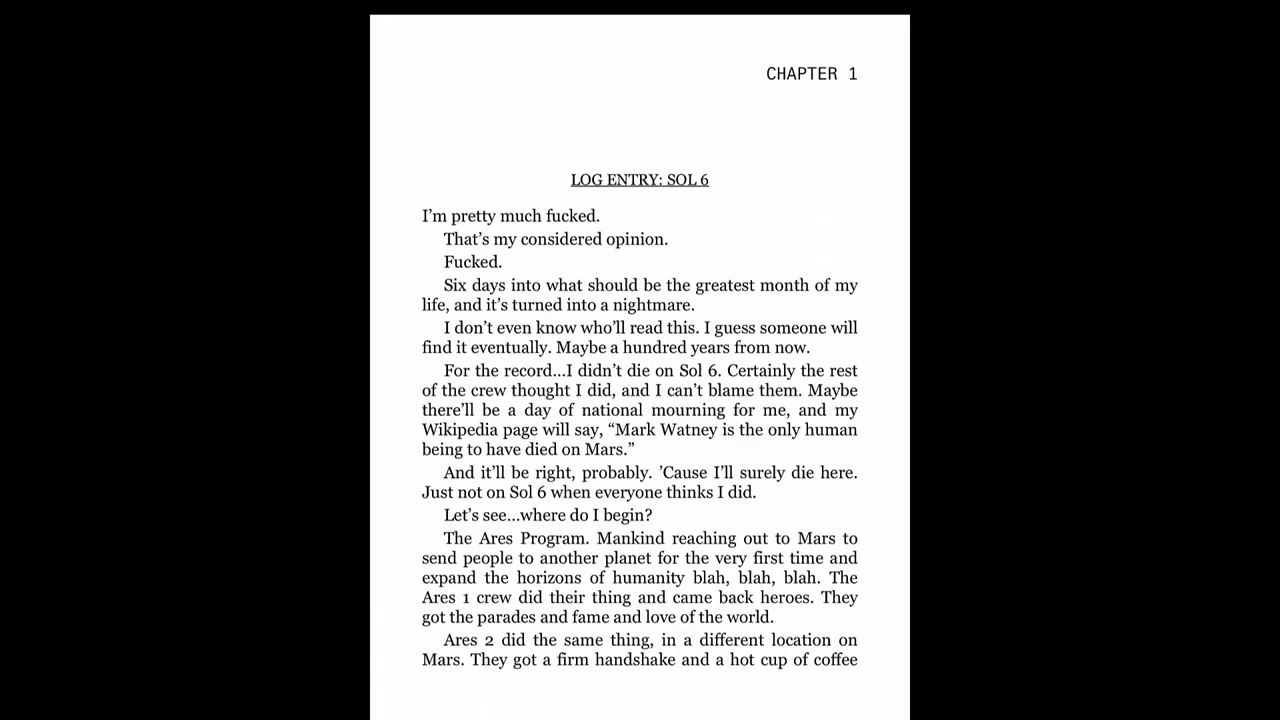 CHAPTER 1
LOG ENTRY: SOL 6
I’m pretty much fucked.
That’s my considered opinion.
Fucked.
Six days into what should be the greatest month of my
life, and it’s turned into a nightmare.
I don’t even know who’ll read this. I guess someone will
find it eventually. Maybe a hundred years from now.
For the record…I didn’t die on Sol 6. Certainly the rest
of the crew thought I did, and I can’t blame them. Maybe
there’ll be a day of national mourning for me, and my
Wikipedia page will say, “Mark Watney is the only human
being to have died on Mars.”
And it’ll be right, probably. ’Cause I’ll surely die here.
Just not on Sol 6 when everyone thinks I did.
Let’s see…where do I begin?
The Ares Program. Mankind reaching out to Mars to
send people to another planet for the very first time and
expand the horizons of humanity blah, blah, blah. The
Ares 1 crew did their thing and came back heroes. They
got the parades and fame and love of the world.
Ares 2 did the same thing, in a different location on
Mars. They got a firm handshake and a hot cup of coffee